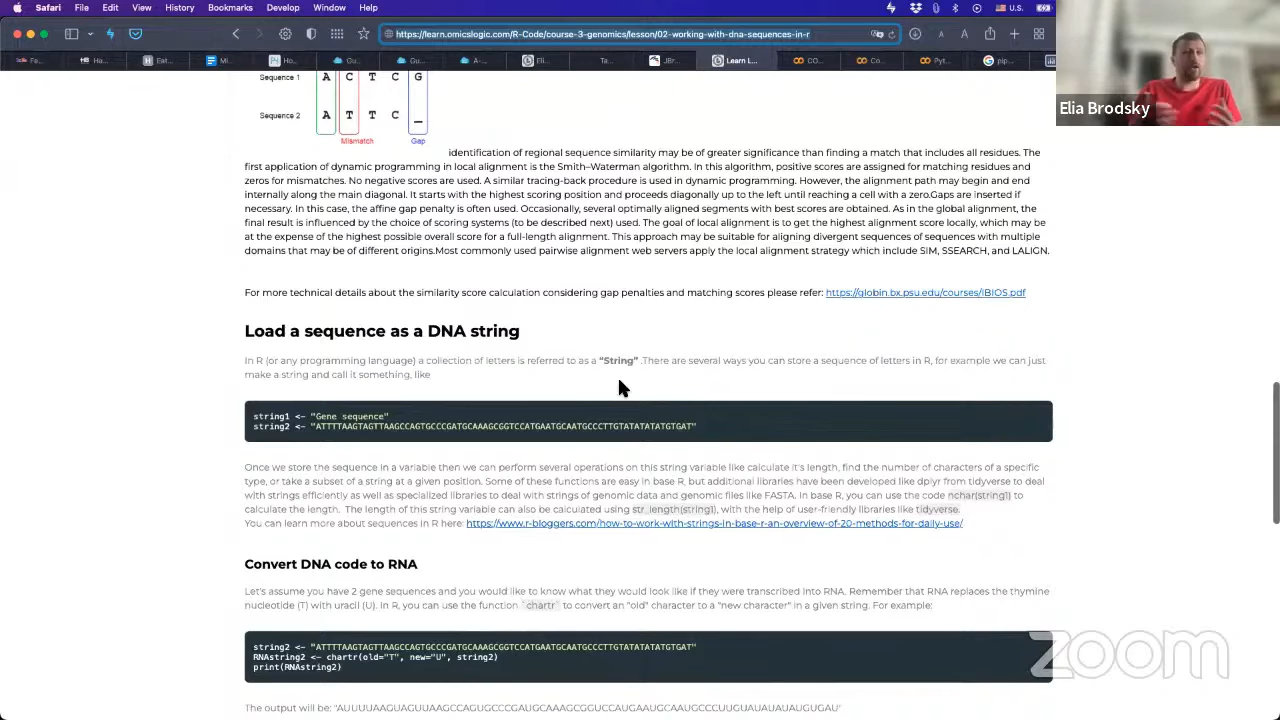 Safari File Edit View History Bookmarks Window Help U.S.
https://learn.omicslogic.com/R-Code/course-3-genomics/lesson/02-working-with-dna-sequences-in-r
Fe... He... Eat... Mi... Go... Gu... A-... Eli... Ta... JBr... Learn L... CO... Co... Pyt... pip...
Elia Brodsky
Sequence 1 A C T C G
Sequence 2 A T T C _
Mismatch Gap
identification of regional sequence similarity may be of greater significance than finding a match that includes all residues. The
first application of dynamic programming in local alignment is the Smith–Waterman algorithm. In this algorithm, positive scores are assigned for matching residues and
zeros for mismatches. No negative scores are used. A similar tracing-back procedure is used in dynamic programming. However, the alignment path may begin and end
internally along the main diagonal. It starts with the highest scoring position and proceeds diagonally up to the left until reaching a cell with a zero.Gaps are inserted if
necessary. In this case, the affine gap penalty is often used. Occasionally, several optimally aligned segments with best scores are obtained. As in the global alignment, the
final result is influenced by the choice of scoring systems (to be described next) used. The goal of local alignment is to get the highest alignment score locally, which may be
at the expense of the highest possible overall score for a full-length alignment. This approach may be suitable for aligning divergent sequences of sequences with multiple
domains that may be of different origins.Most commonly used pairwise alignment web servers apply the local alignment strategy which include SIM, SSEARCH, and LALIGN.
For more technical details about the similarity score calculation considering gap penalties and matching scores please refer: https://globin.bx.psu.edu/courses/IBIOS.pdf
Load a sequence as a DNA string
In R (or any programming language) a collection of letters is referred to as a “String” .There are several ways you can store a sequence of letters in R, for example we can just
make a string and call it something, like
string1 <- "Gene sequence"
string2 <- "ATTTTAAGTAGTTAAGCCAGTGCCCGATGCAAAGCGGTCCATGAATGCAATGCCCTTGTATATATATGTGAT"
Once we store the sequence in a variable then we can perform several operations on this string variable like calculate it's length, find the number of characters of a specific
type, or take a subset of a string at a given position. Some of these functions are easy in base R, but additional libraries have been developed like dplyr from tidyverse to deal
with strings efficiently as well as specialized libraries to deal with strings of genomic data and genomic files like FASTA. In base R, you can use the code nchar(string1) to
calculate the length. The length of this string variable can also be calculated using str_length(string1), with the help of user-friendly libraries like tidyverse.
You can learn more about sequences in R here: https://www.r-bloggers.com/how-to-work-with-strings-in-base-r-an-overview-of-20-methods-for-daily-use/
Convert DNA code to RNA
Let's assume you have 2 gene sequences and you would like to know what they would look like if they were transcribed into RNA. Remember that RNA replaces the thymine
nucleotide (T) with uracil (U). In R, you can use the function `chartr` to convert an "old" character to a "new character" in a given string. For example:
string2 <- "ATTTTAAGTAGTTAAGCCAGTGCCCGATGCAAAGCGGTCCATGAATGCAATGCCCTTGTATATATATGTGAT"
RNAstring2 <- chartr(old="T", new="U", string2)
print(RNAstring2)
zoom
The output will be: "AUUUUAAGUAGUUAAGCCAGUGCCCGAUGCAAAGCGGUCCAUGAAUGCAAUGCCCUUGUAUAUAUAUGUGAU"